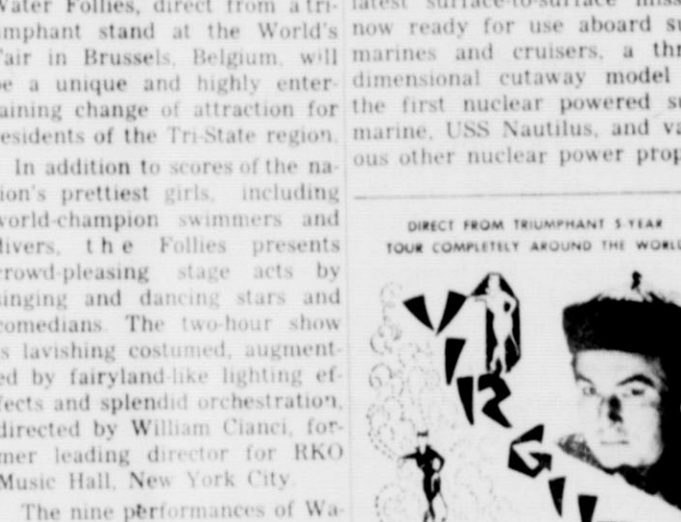 Water Follies, direct from a tri-
umphant stand at the World's
Fair in Brussels, Belgium, will
be a unique and highly enter-
taining change of attraction for
residents of the Tri-State region.
In addition to scores of the na-
tion's prettiest girls, including
world-champion swimmers and
divers, the Follies presents
crowd-pleasing stage acts by
singing and dancing stars and
comedians. The two-hour show
is lavishing costumed, augment-
ed by fairyland-like lighting ef-
fects and splendid orchestration,
directed by William Cianci, for-
mer leading director for RKO
Music Hall, New York City.
The nine performances of Wa-
latest surface-to-surface miss
now ready for use aboard su
marines and cruisers, a thr
dimensional cutaway model
the first nuclear powered su
marine, USS Nautilus, and va
ous other nuclear power prop
DIRECT FROM TRIUMPHANT 5-YEAR
TOUR COMPLETELY AROUND THE WORL
VIRGI